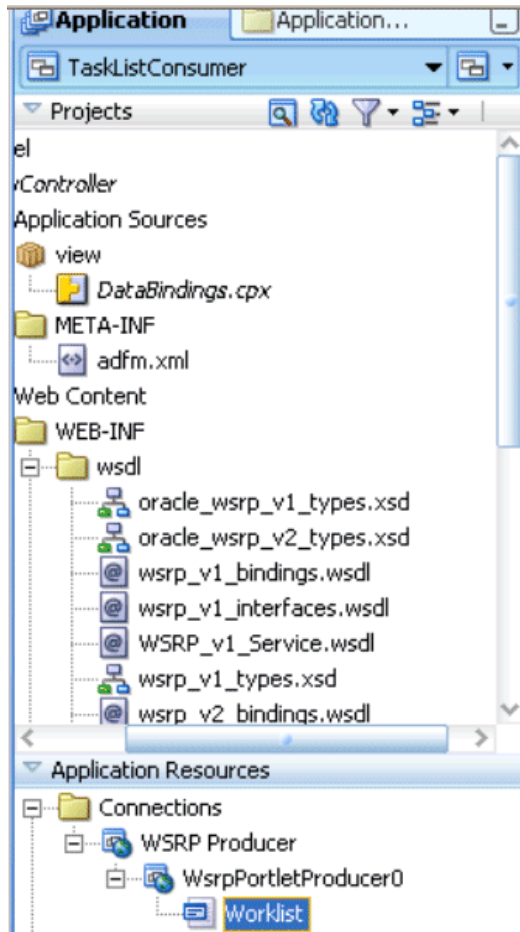 Application Application...
TaskListConsumer
Projects
el
Controller
Application Sources
view
DataBindings.cpx
META-INF
adfm.xml
Web Content
WEB-INF
wsdl
oracle_wsrp_v1_types.xsd
oracle_wsrp_v2_types.xsd
wsrp_v1_bindings.wsdl
wsrp_v1_interfaces.wsdl
WSRP_v1_Service.wsdl
wsrp_v1_types.xsd
wsrp_v2_bindings.wsdl
Application Resources
Connections
WSRP Producer
WsrpPortletProducer0
Worklist